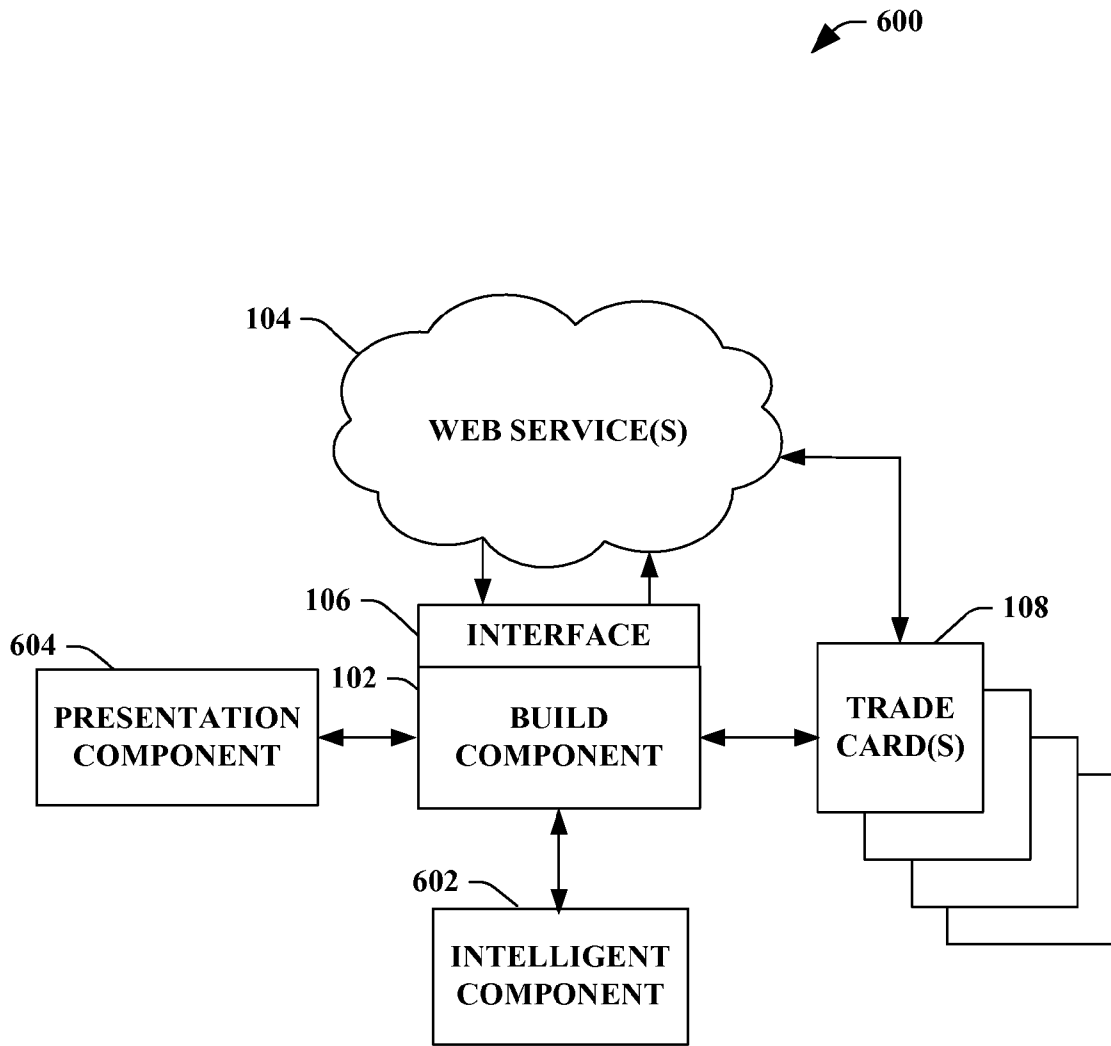 600
104
WEB SERVICE(S)
106
INTERFACE
108
604
102
PRESENTATION
COMPONENT
BUILD
COMPONENT
TRADE
CARD(S)
602
INTELLIGENT
COMPONENT